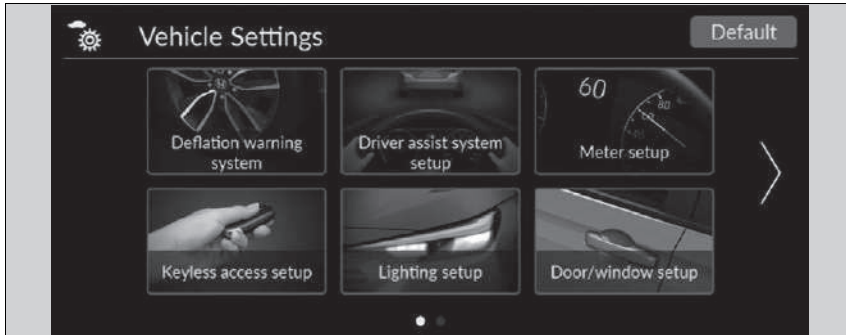 Vehicle Settings
Default
Deflation warning
system
Driver assist system
setup
60
Meter setup
Keyless access setup
Lighting setup
Door/window setup